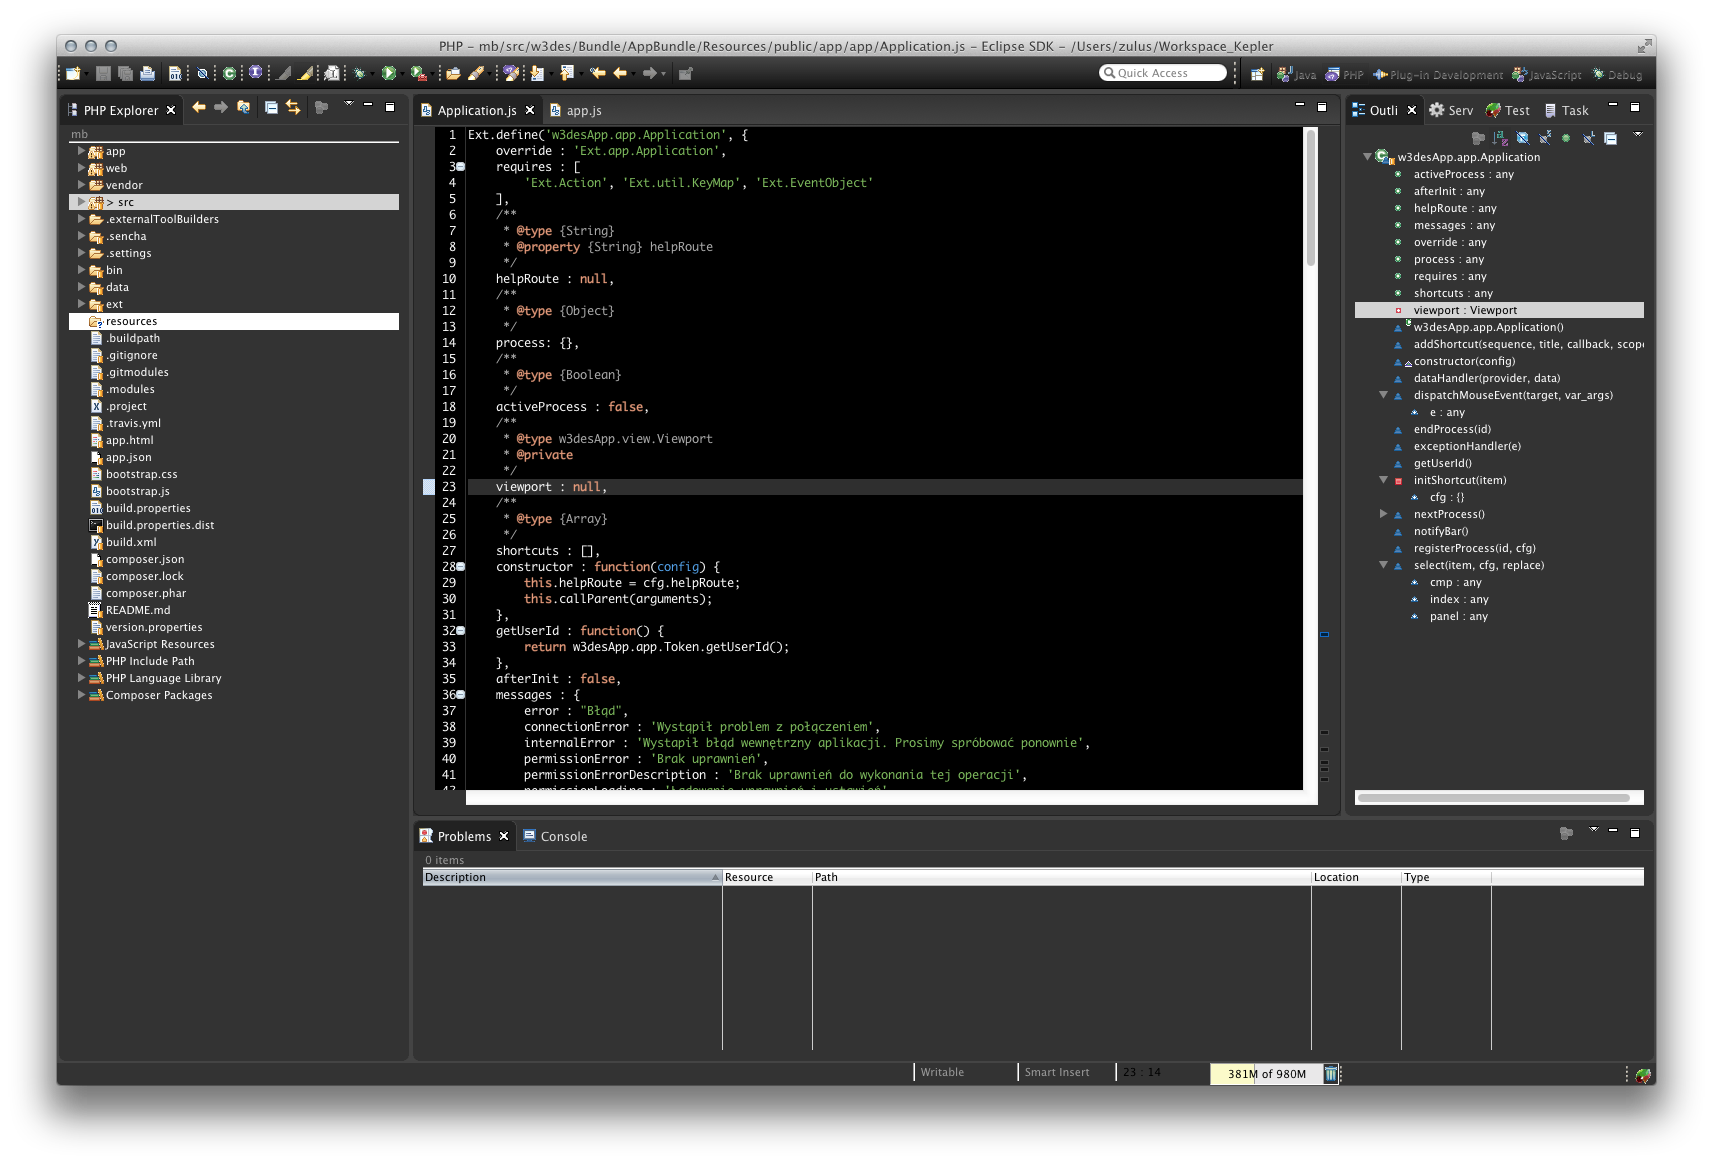 PHP – mb/src/w3des/Bundle/AppBundle/Resources/public/app/app/Application.js – Eclipse SDK – /Users/zulus/Workspace_Kepler
Quick Access
Java
PHP
Plug-in Development
JavaScript
Debug
PHP Explorer
mb
app
web
vendor
> src
.externalToolBuilders
.sencha
.settings
bin
data
ext
resources
.buildpath
.gitignore
.gitmodules
.modules
.project
.travis.yml
app.html
app.json
bootstrap.css
bootstrap.js
build.properties
build.properties.dist
build.xml
composer.json
composer.lock
composer.phar
README.md
version.properties
JavaScript Resources
PHP Include Path
PHP Language Library
Composer Packages
Application.js
app.js
1 Ext.define('w3desApp.app.Application', {
2 override : 'Ext.app.Application',
3 requires : [
4 'Ext.Action', 'Ext.util.KeyMap', 'Ext.EventObject'
5 ],
6 /**
7 * @type {String}
8 * @property {String} helpRoute
9 */
10 helpRoute : null,
11 /**
12 * @type {Object}
13 */
14 process: {},
15 /**
16 * @type {Boolean}
17 */
18 activeProcess : false,
19 /**
20 * @type w3desApp.view.Viewport
21 * @private
22 */
23 viewport : null,
24 /**
25 * @type {Array}
26 */
27 shortcuts : [],
28 constructor : function(config) {
29 this.helpRoute = cfg.helpRoute;
30 this.callParent(arguments);
31 },
32 getUserId : function() {
33 return w3desApp.app.Token.getUserId();
34 },
35 afterInit : false,
36 messages : {
37 error : "Błąd",
38 connectionError : 'Wystąpił problem z połączeniem',
39 internalError : 'Wystapił błąd wewnętrzny aplikacji. Prosimy spróbować ponownie',
40 permissionError : 'Brak uprawnień',
41 permissionErrorDescription : 'Brak uprawnień do wykonania tej operacji',
42 permissionLoading : 'Ładowanie uprawnień i ustawień'
Outli
Serv
Test
Task
w3desApp.app.Application
activeProcess : any
afterInit : any
helpRoute : any
messages : any
override : any
process : any
requires : any
shortcuts : any
viewport : Viewport
w3desApp.app.Application()
addShortcut(sequence, title, callback, scope
constructor(config)
dataHandler(provider, data)
dispatchMouseEvent(target, var_args)
e : any
endProcess(id)
exceptionHandler(e)
getUserId()
initShortcut(item)
cfg : {}
nextProcess()
notifyBar()
registerProcess(id, cfg)
select(item, cfg, replace)
cmp : any
index : any
panel : any
Problems
Console
0 items
Description
Resource
Path
Location
Type
Writable
Smart Insert
23 : 14
381M of 980M